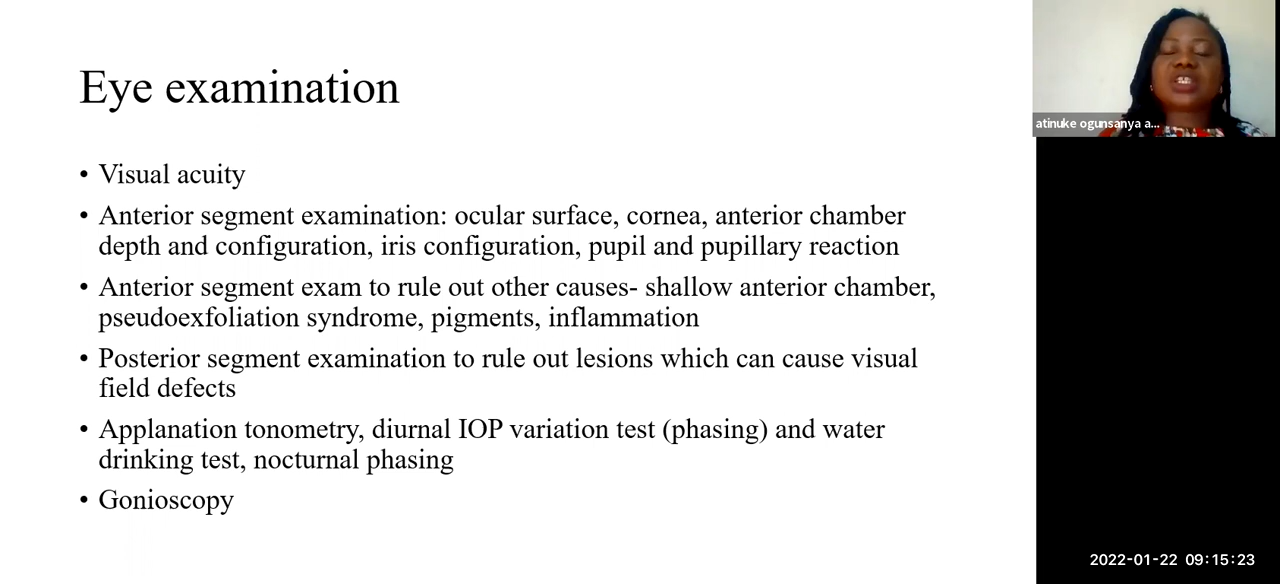 Eye examination
• Visual acuity
• Anterior segment examination: ocular surface, cornea, anterior chamber
depth and configuration, iris configuration, pupil and pupillary reaction
• Anterior segment exam to rule out other causes- shallow anterior chamber,
pseudoexfoliation syndrome, pigments, inflammation
• Posterior segment examination to rule out lesions which can cause visual
field defects
• Applanation tonometry, diurnal IOP variation test (phasing) and water
drinking test, nocturnal phasing
• Gonioscopy
atinuke ogunsanya a...
2022-01-22 09:15:23